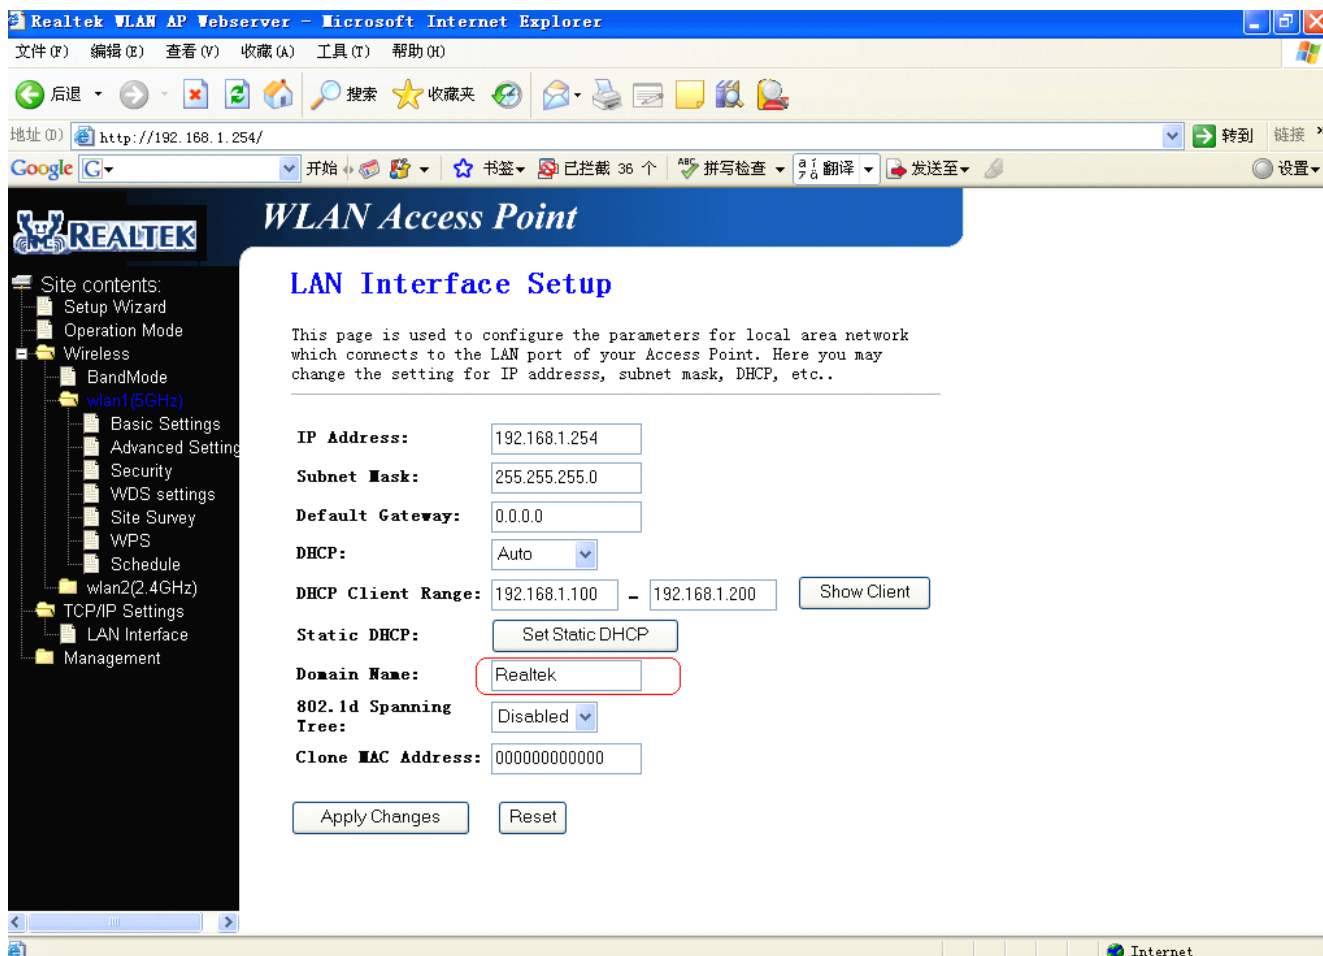 Realtek WLAN AP Webserver - Microsoft Internet Explorer
文件(F) 编辑(E) 查看(V) 收藏(A) 工具(T) 帮助(H)
后退 搜索 收藏夹
地址(D) http://192.168.1.254/ 转到 链接 »
Google G 开始 书签 已拦截 36 个 ABC 拼写检查 翻译 发送至 设置
REALTEK
WLAN Access Point
Site contents:
Setup Wizard
Operation Mode
Wireless
BandMode
wlan1(5GHz)
Basic Settings
Advanced Setting
Security
WDS settings
Site Survey
WPS
Schedule
wlan2(2.4GHz)
TCP/IP Settings
LAN Interface
Management
LAN Interface Setup
This page is used to configure the parameters for local area network
which connects to the LAN port of your Access Point. Here you may
change the setting for IP addresss, subnet mask, DHCP, etc..
IP Address: 192.168.1.254
Subnet Mask: 255.255.255.0
Default Gateway: 0.0.0.0
DHCP: Auto
DHCP Client Range: 192.168.1.100 - 192.168.1.200 Show Client
Static DHCP: Set Static DHCP
Domain Name: Realtek
802.1d Spanning
Tree: Disabled
Clone MAC Address: 000000000000
Apply Changes Reset
Internet